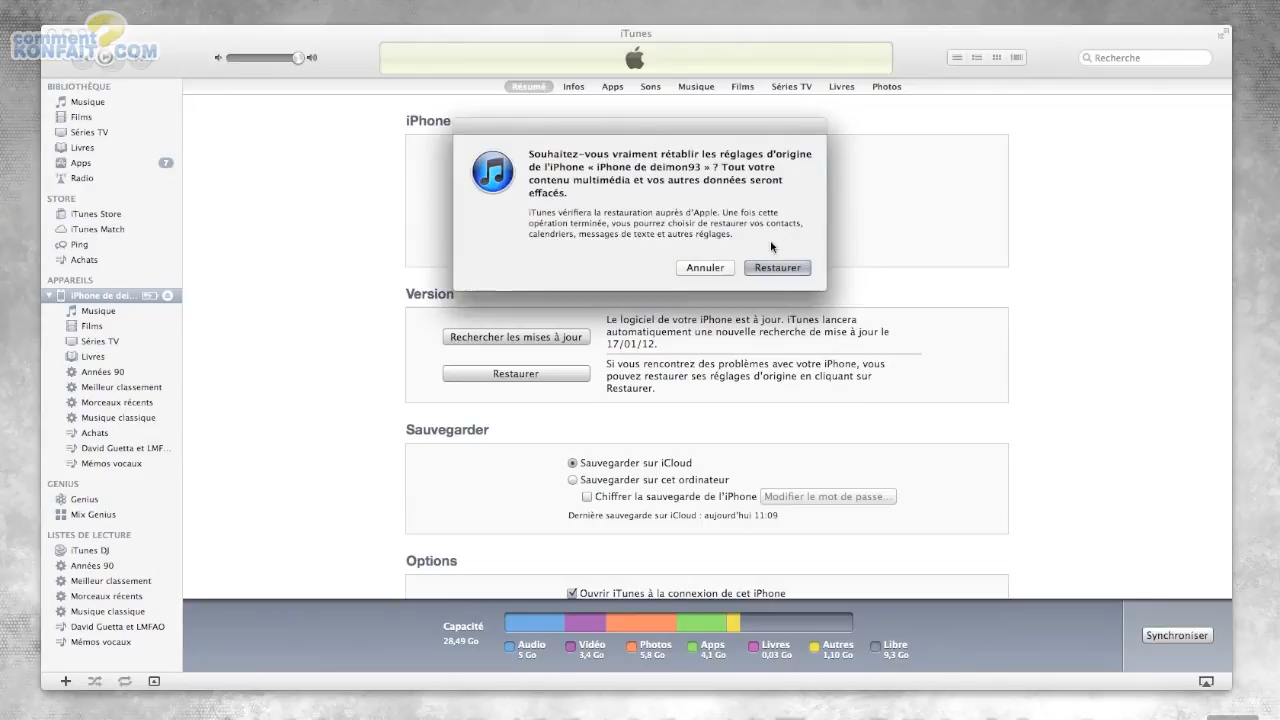 comment
KONFAIT.COM
iTunes
Recherche
Résumé Infos Apps Sons Musique Films Séries TV Livres Photos
BIBLIOTHÈQUE
Musique
Films
Séries TV
Livres
Apps 7
Radio
STORE
iTunes Store
iTunes Match
Ping
Achats
APPAREILS
iPhone de dei...
Musique
Films
Séries TV
Livres
Années 90
Meilleur classement
Morceaux récents
Musique classique
Achats
David Guetta et LMF...
Mémos vocaux
GENIUS
Genius
Mix Genius
LISTES DE LECTURE
iTunes DJ
Années 90
Meilleur classement
Morceaux récents
Musique classique
David Guetta et LMFAO
Mémos vocaux
iPhone
Souhaitez-vous vraiment rétablir les réglages d'origine
de l'iPhone « iPhone de deimon93 » ? Tout votre
contenu multimédia et vos autres données seront
effacés.
iTunes vérifiera la restauration auprès d'Apple. Une fois cette
opération terminée, vous pourrez choisir de restaurer vos contacts,
calendriers, messages de texte et autres réglages.
Annuler Restaurer
Version
Rechercher les mises à jour
Le logiciel de votre iPhone est à jour. iTunes lancera
automatiquement une nouvelle recherche de mise à jour le
17/01/12.
Restaurer
Si vous rencontrez des problèmes avec votre iPhone, vous
pouvez restaurer ses réglages d'origine en cliquant sur
Restaurer.
Sauvegarder
Sauvegarder sur iCloud
Sauvegarder sur cet ordinateur
Chiffrer la sauvegarde de l'iPhone Modifier le mot de passe...
Dernière sauvegarde sur iCloud : aujourd'hui 11:09
Options
Ouvrir iTunes à la connexion de cet iPhone
Capacité
28,49 Go
Audio Vidéo Photos Apps Livres Autres Libre
5 Go 3,4 Go 5,8 Go 4,1 Go 0,03 Go 1,10 Go 9,3 Go
Synchroniser